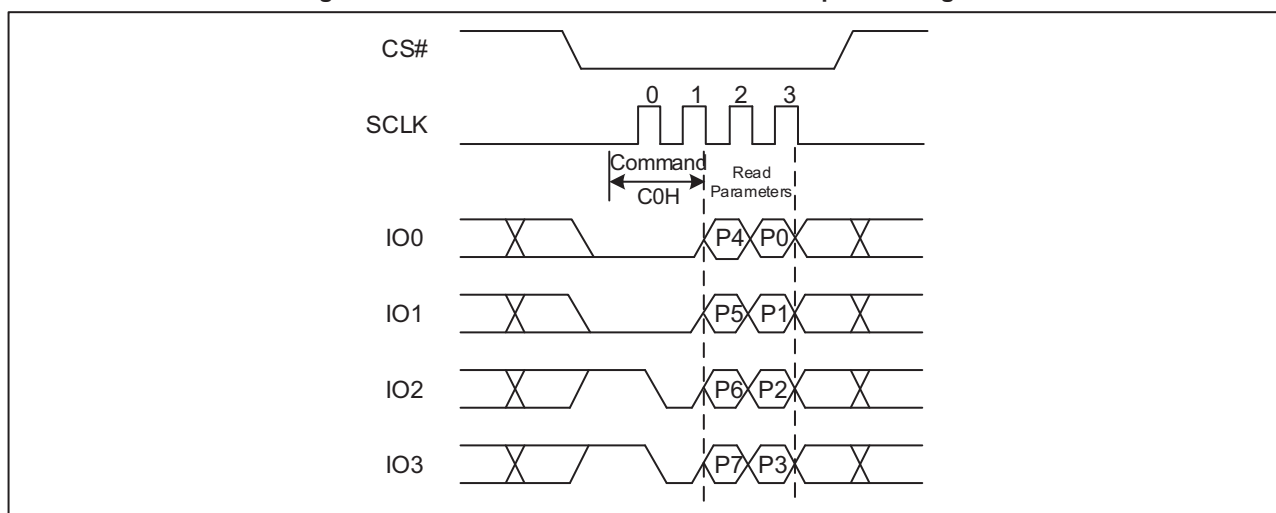 CS#
0 1 2 3
SCLK
Command
Read
Parameters
C0H
IO0 P4 P0
IO1 P5 P1
IO2 P6 P2
IO3 P7 P3